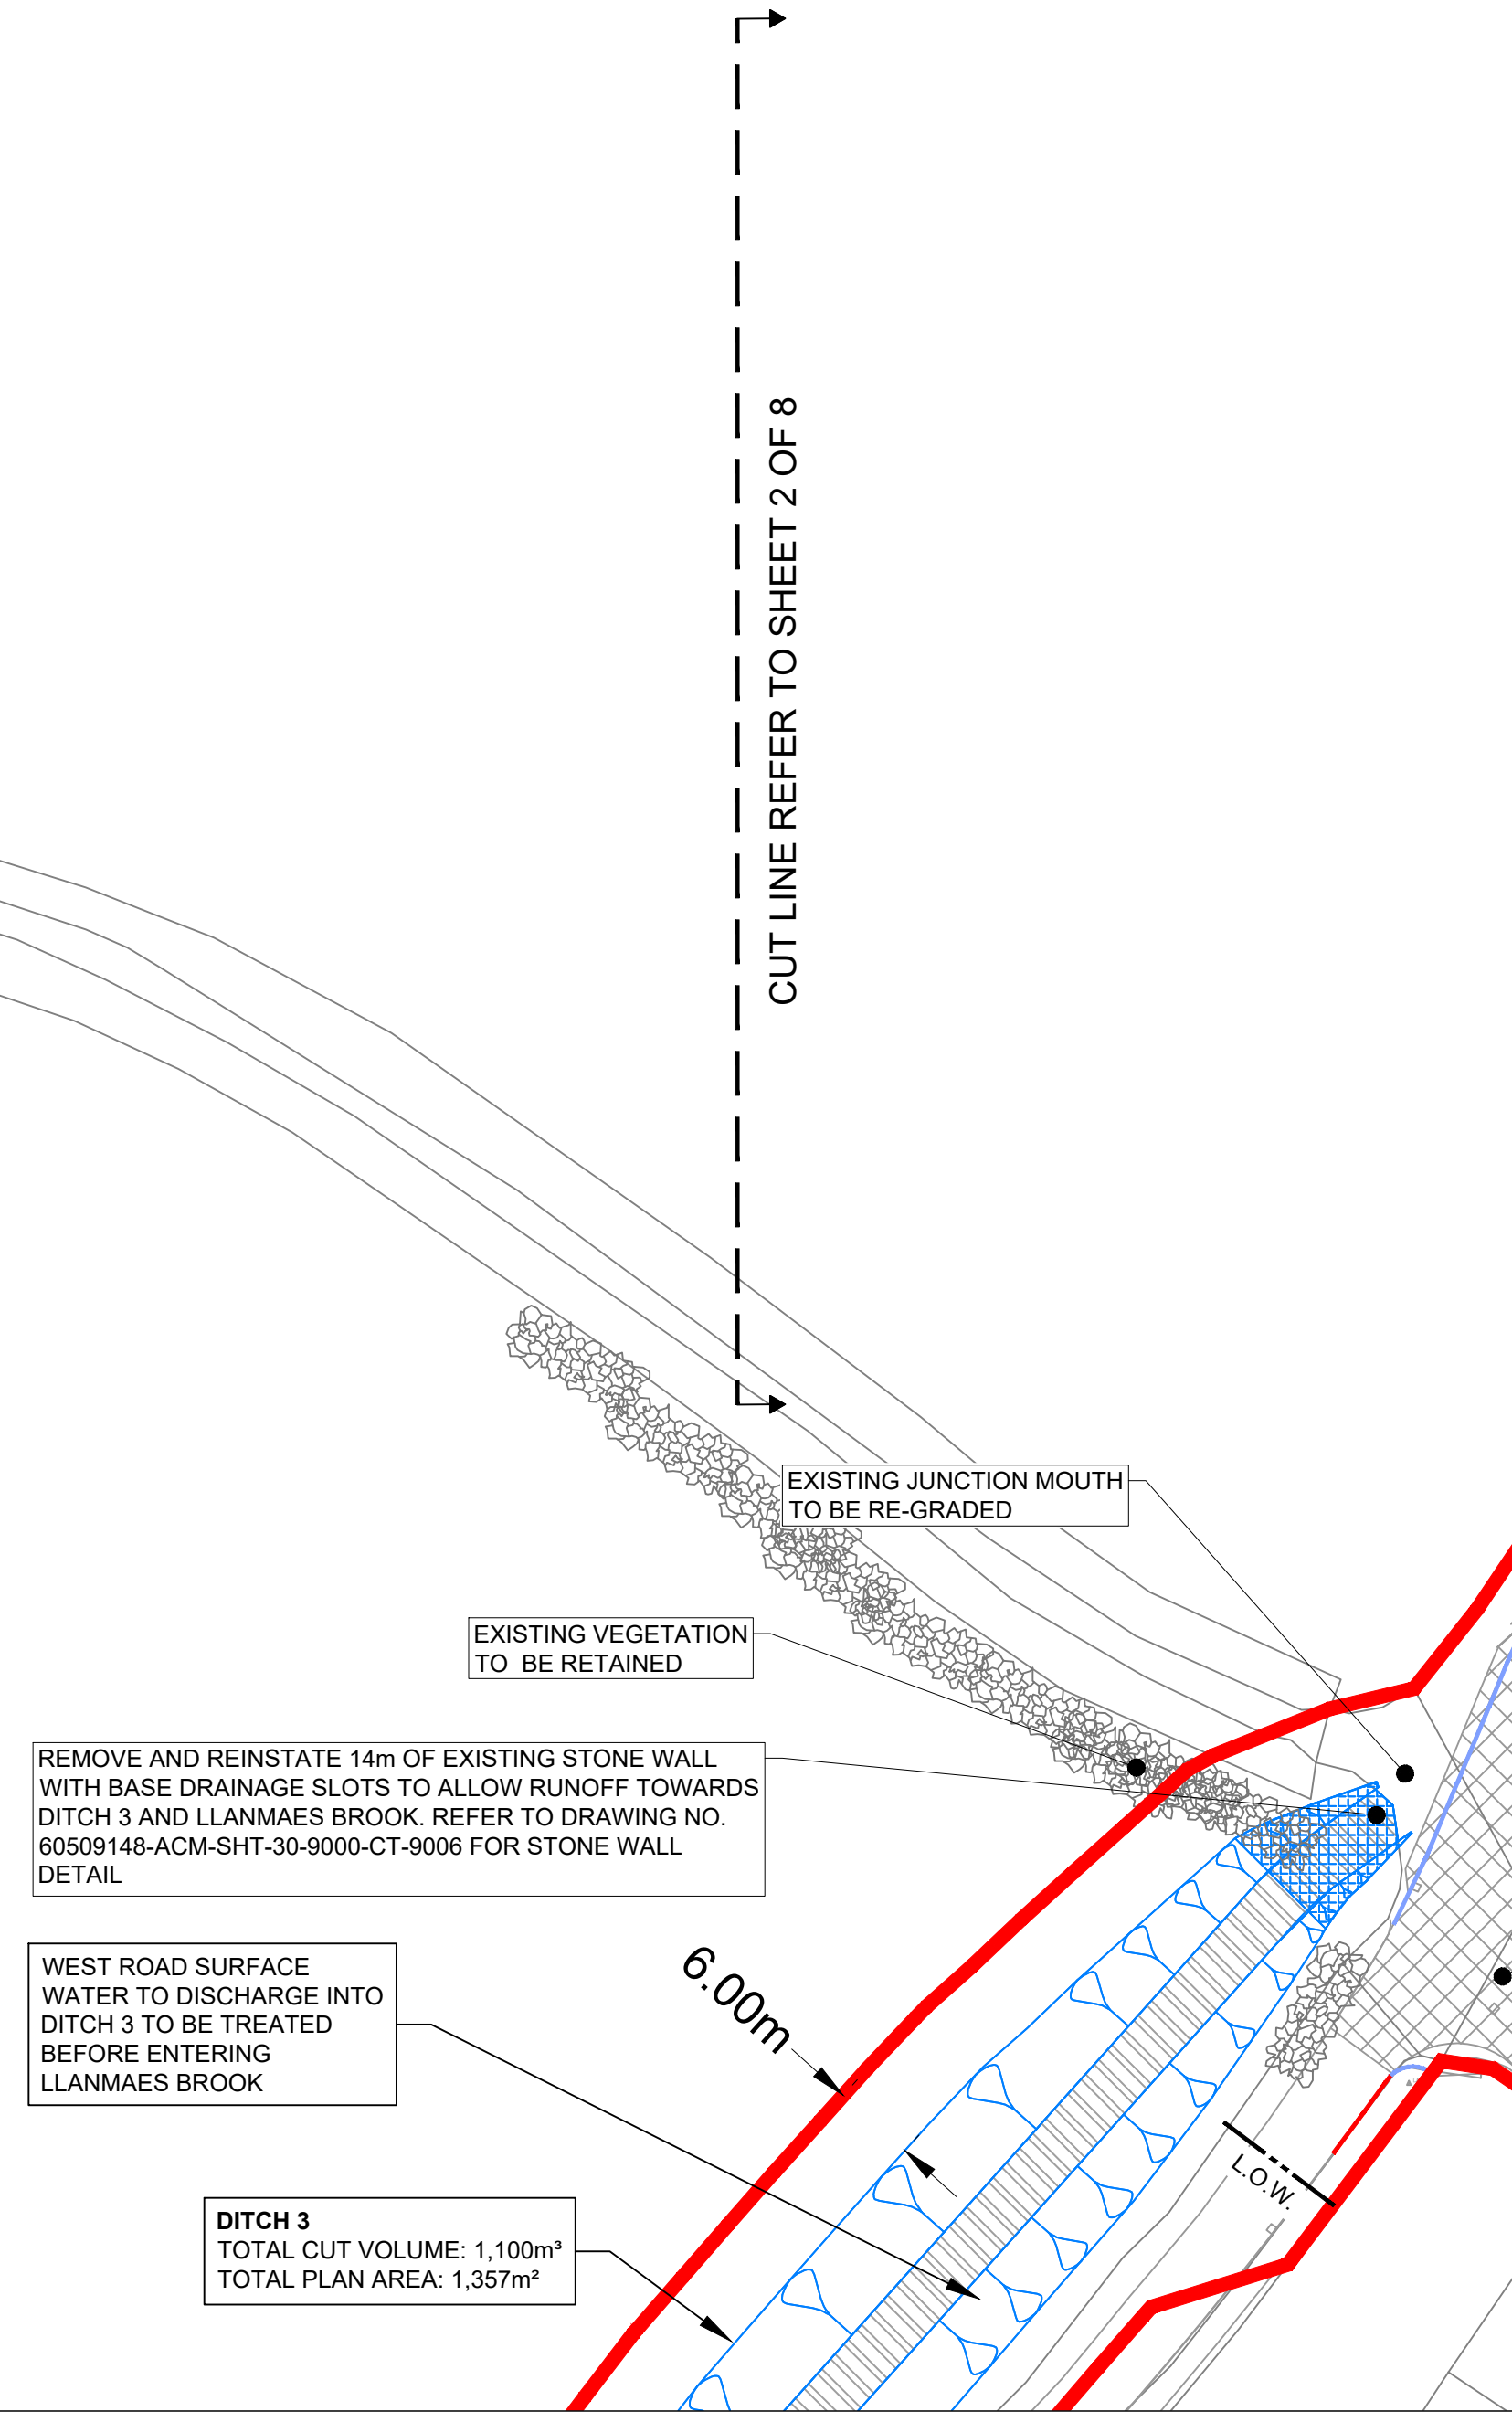 CUT LINE REFER TO SHEET 2 OF 8
EXISTING JUNCTION MOUTH
TO BE RE-GRADED
EXISTING VEGETATION
TO BE RETAINED
REMOVE AND REINSTATE 14m OF EXISTING STONE WALL
WITH BASE DRAINAGE SLOTS TO ALLOW RUNOFF TOWARDS
DITCH 3 AND LLANMAES BROOK. REFER TO DRAWING NO.
60509148-ACM-SHT-30-9000-CT-9006 FOR STONE WALL
DETAIL
WEST ROAD SURFACE
WATER TO DISCHARGE INTO
DITCH 3 TO BE TREATED
BEFORE ENTERING
LLANMAES BROOK
6.00m
L.O.W.
DITCH 3
TOTAL CUT VOLUME: 1,100m³
TOTAL PLAN AREA: 1,357m²